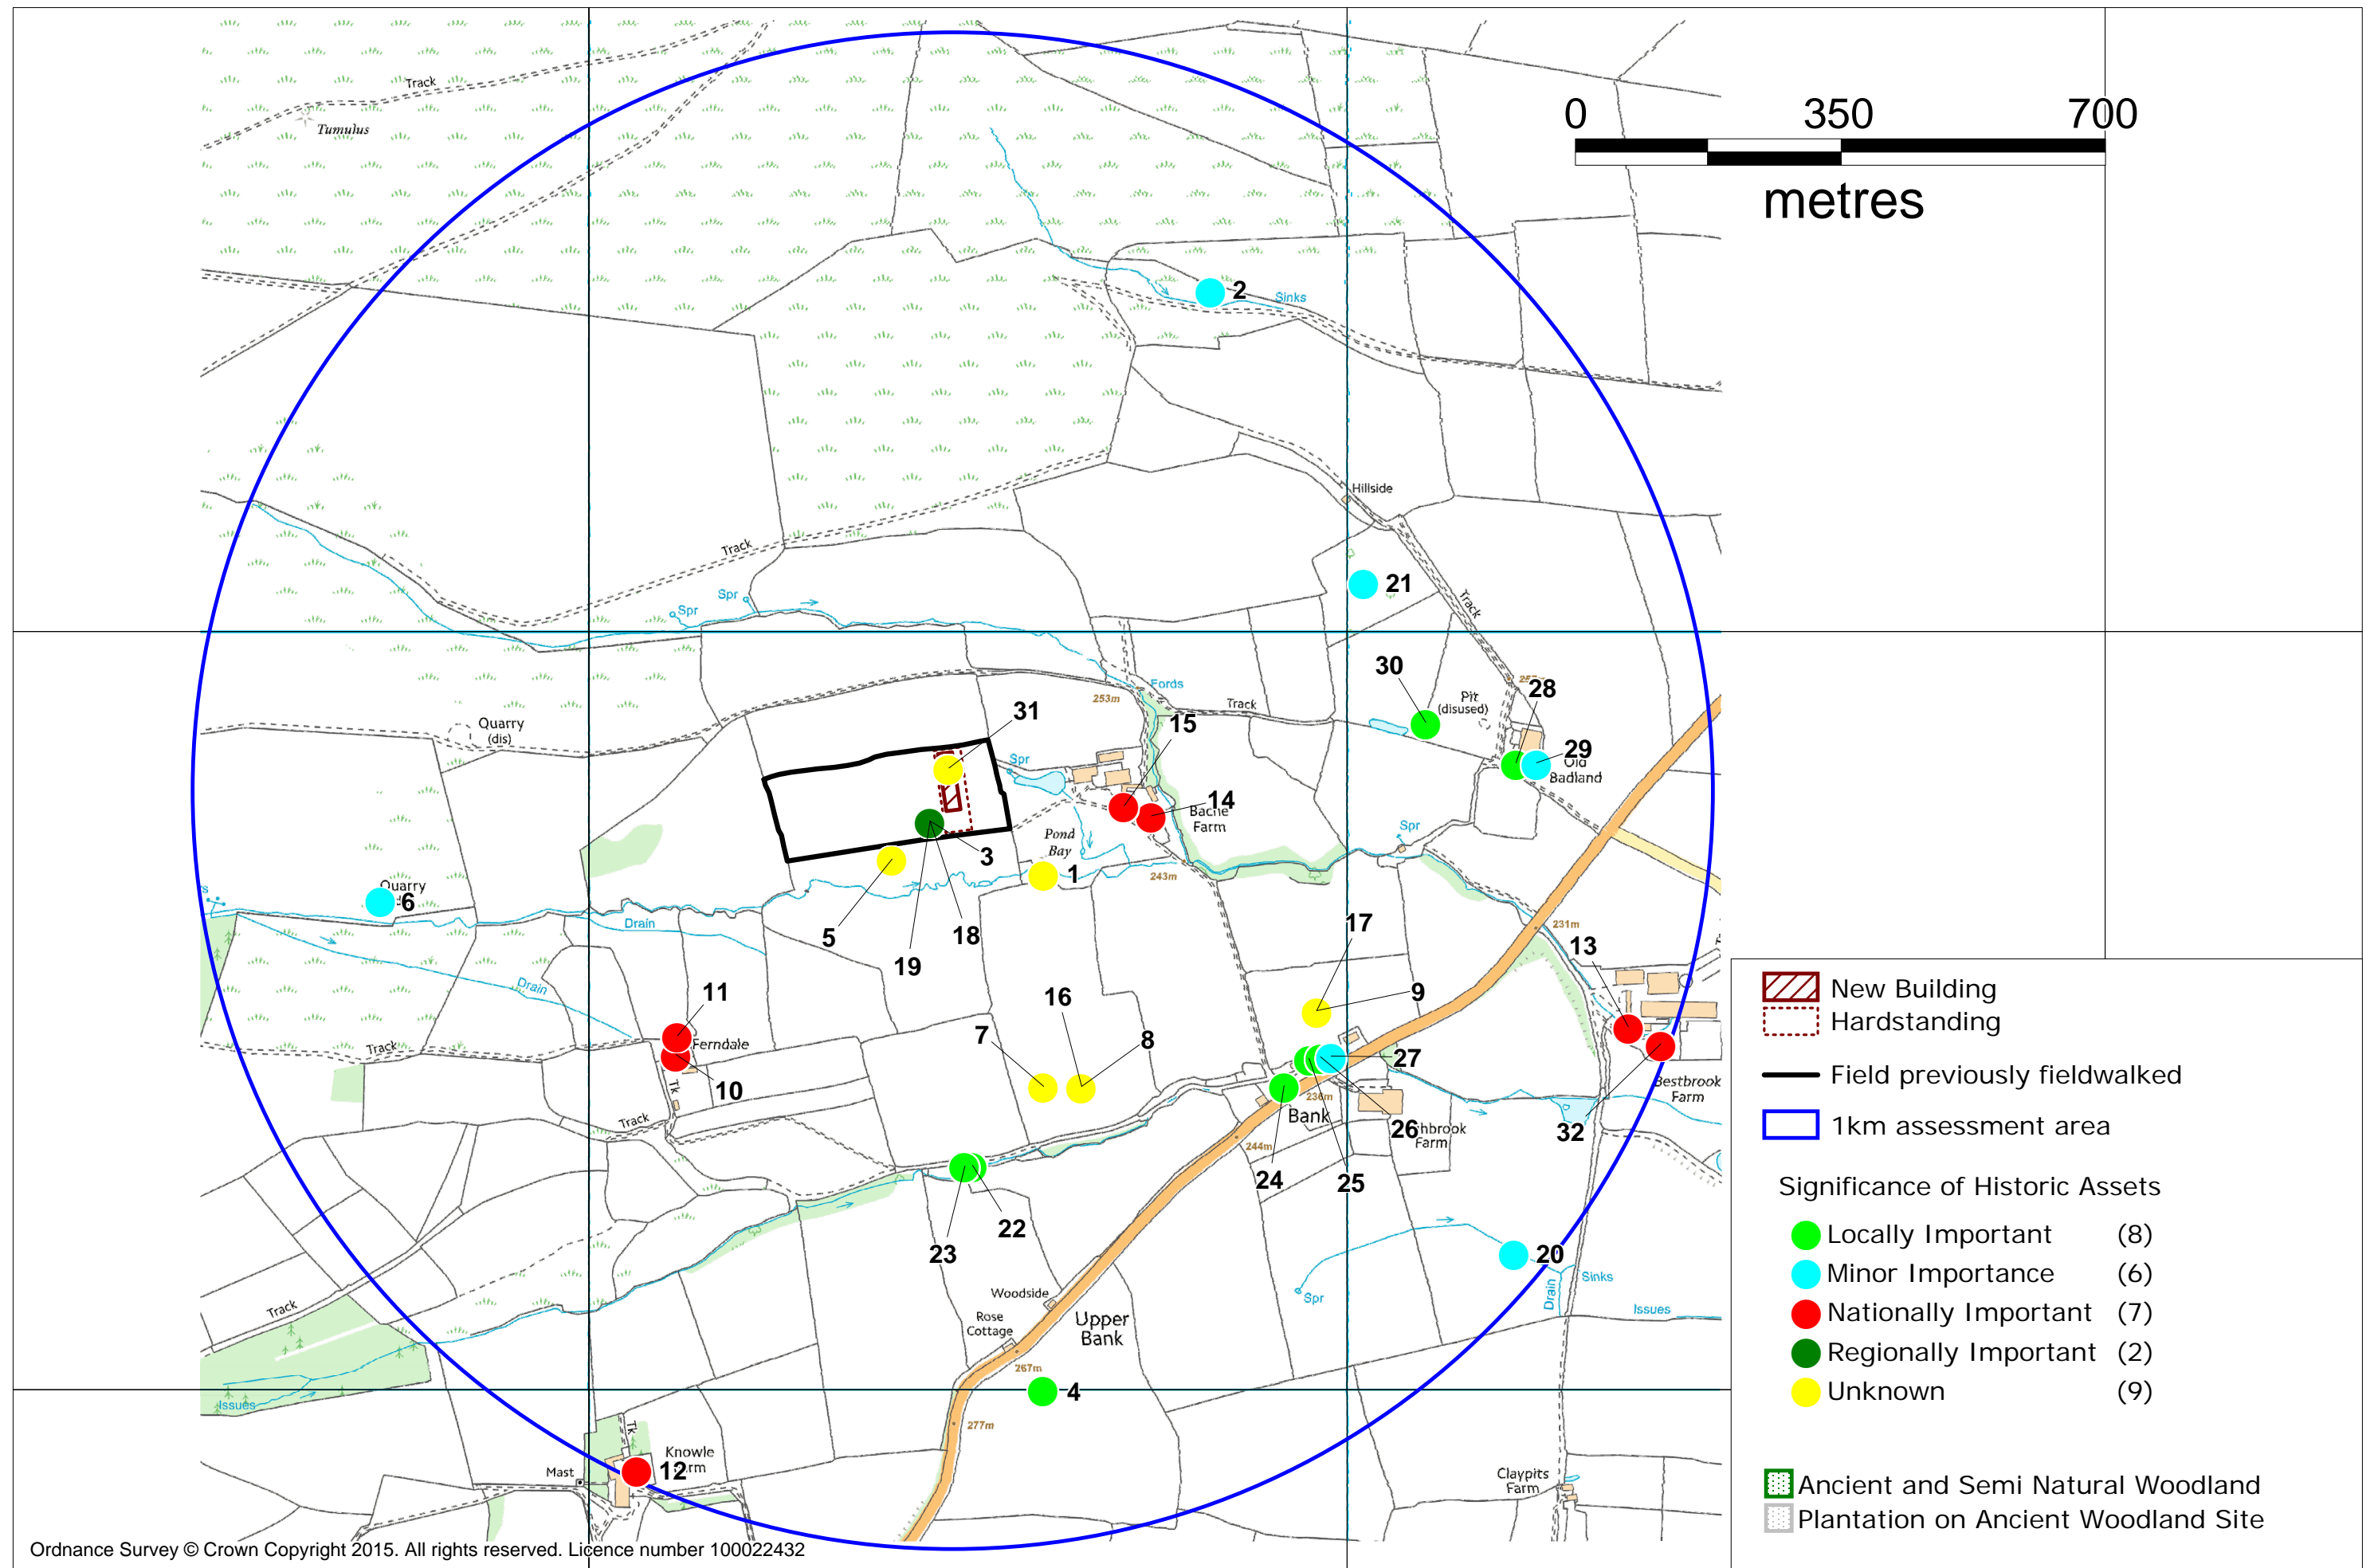 Track
Tumulus
0 350 700
metres
2
Sinks
Hillside
Track
Track
21
Spr
Spr
30
28
Fords
253m
Track
Pit
(disused)
Quarry
(dis)
31
15
29
Old
Badland
Spr
14
Bache
Farm
Pond
Bay
3
Spr
1
243m
Quarry
6
Drain
5
18
19
17
231m
13
Drain
11
16
9
7
8
Ferndale
Track
10
27
Tk
236m
Bank
26
hbrook
Farm
Bestbrook
Farm
32
Track
244m
24
25
22
23
20
Drain
Sinks
Spr
Issues
Track
Woodside
Rose
Cottage
Upper
Bank
267m
4
Issues
277m
Tk
Knowle
Farm
12
Mast
Claypits
Farm
New Building
Hardstanding
Field previously fieldwalked
1km assessment area
Significance of Historic Assets
Locally Important (8)
Minor Importance (6)
Nationally Important (7)
Regionally Important (2)
Unknown (9)
Ancient and Semi Natural Woodland
Plantation on Ancient Woodland Site
Ordnance Survey © Crown Copyright 2015. All rights reserved. Licence number 100022432